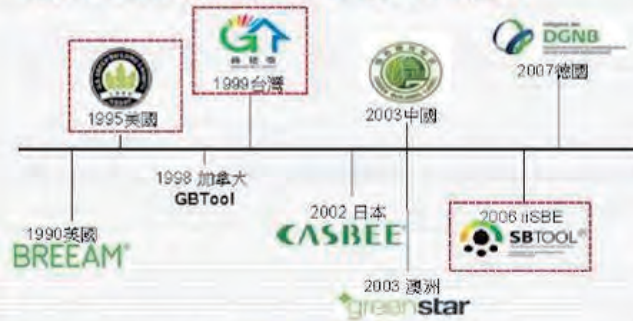 1995美國
1999台灣
2003中國
DGNB
2007德國
1990英國
BREEAM®
1998 加拿大
GBTool
2002 日本
CASBEE®
2003 澳洲
greenstar
2006 iiSBE
SBTOOL®